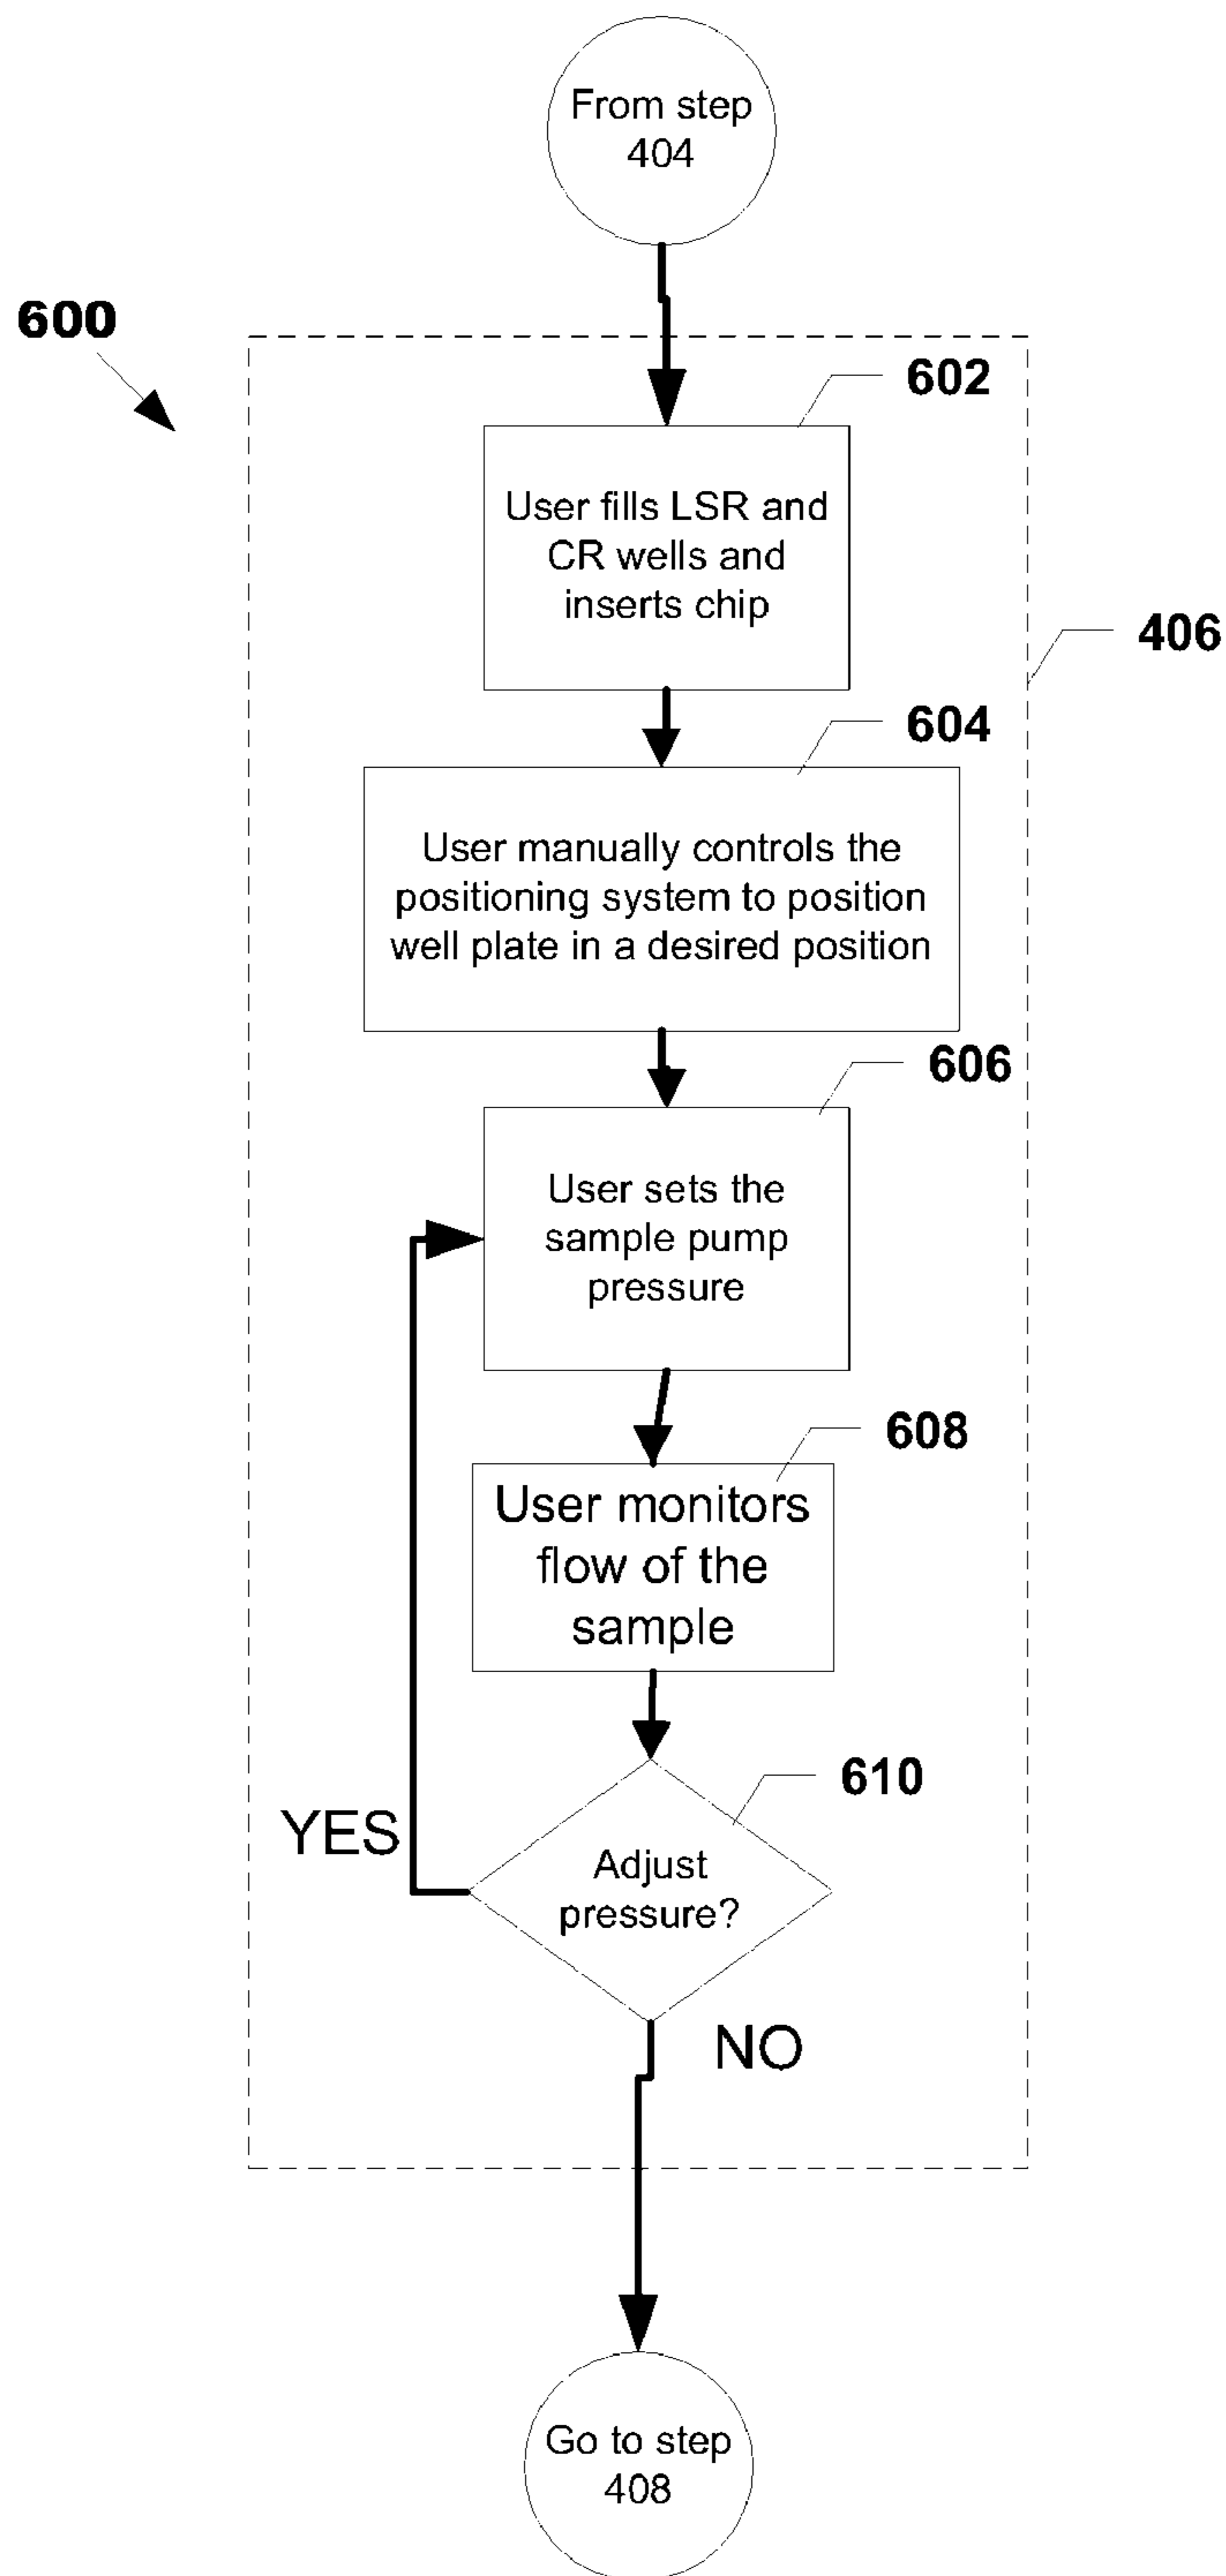 From step
404
600
602
User fills LSR and
CR wells and
inserts chip
406
604
User manually controls the
positioning system to position
well plate in a desired position
606
User sets the
sample pump
pressure
608
User monitors
flow of the
sample
610
YES
Adjust
pressure?
NO
Go to step
408